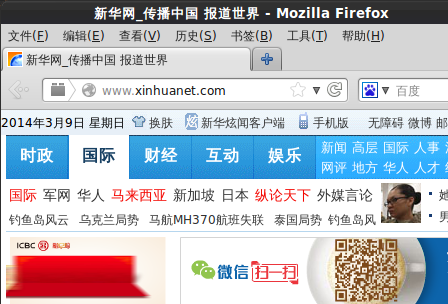 新华网_传播中国 报道世界 - Mozilla Firefox
文件(F) 编辑(E) 查看(V) 历史(S) 书签(B) 工具(T) 帮助(H)
新华网_传播中国 报道世界
www.xinhuanet.com 百度
2014年3月9日 星期日 换肤 新华炫闻客户端 手机版 无障碍 微博
时政 国际 财经 互动 娱乐
新闻 高层 国际 人事
网评 地方 华人 人才
国际 军网 华人 马来西亚 新加坡 日本 纵论天下 外媒言论
钓鱼岛风云 乌克兰局势 马航MH370航班失联 泰国局势 钓鱼岛风
ICBC
微信 扫一扫